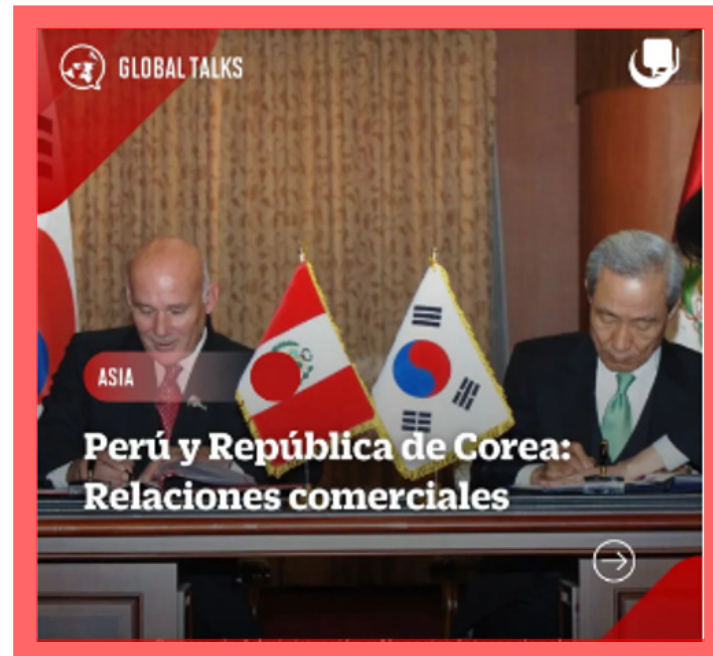 GLOBAL TALKS
ASIA
Perú y República de Corea:
Relaciones comerciales